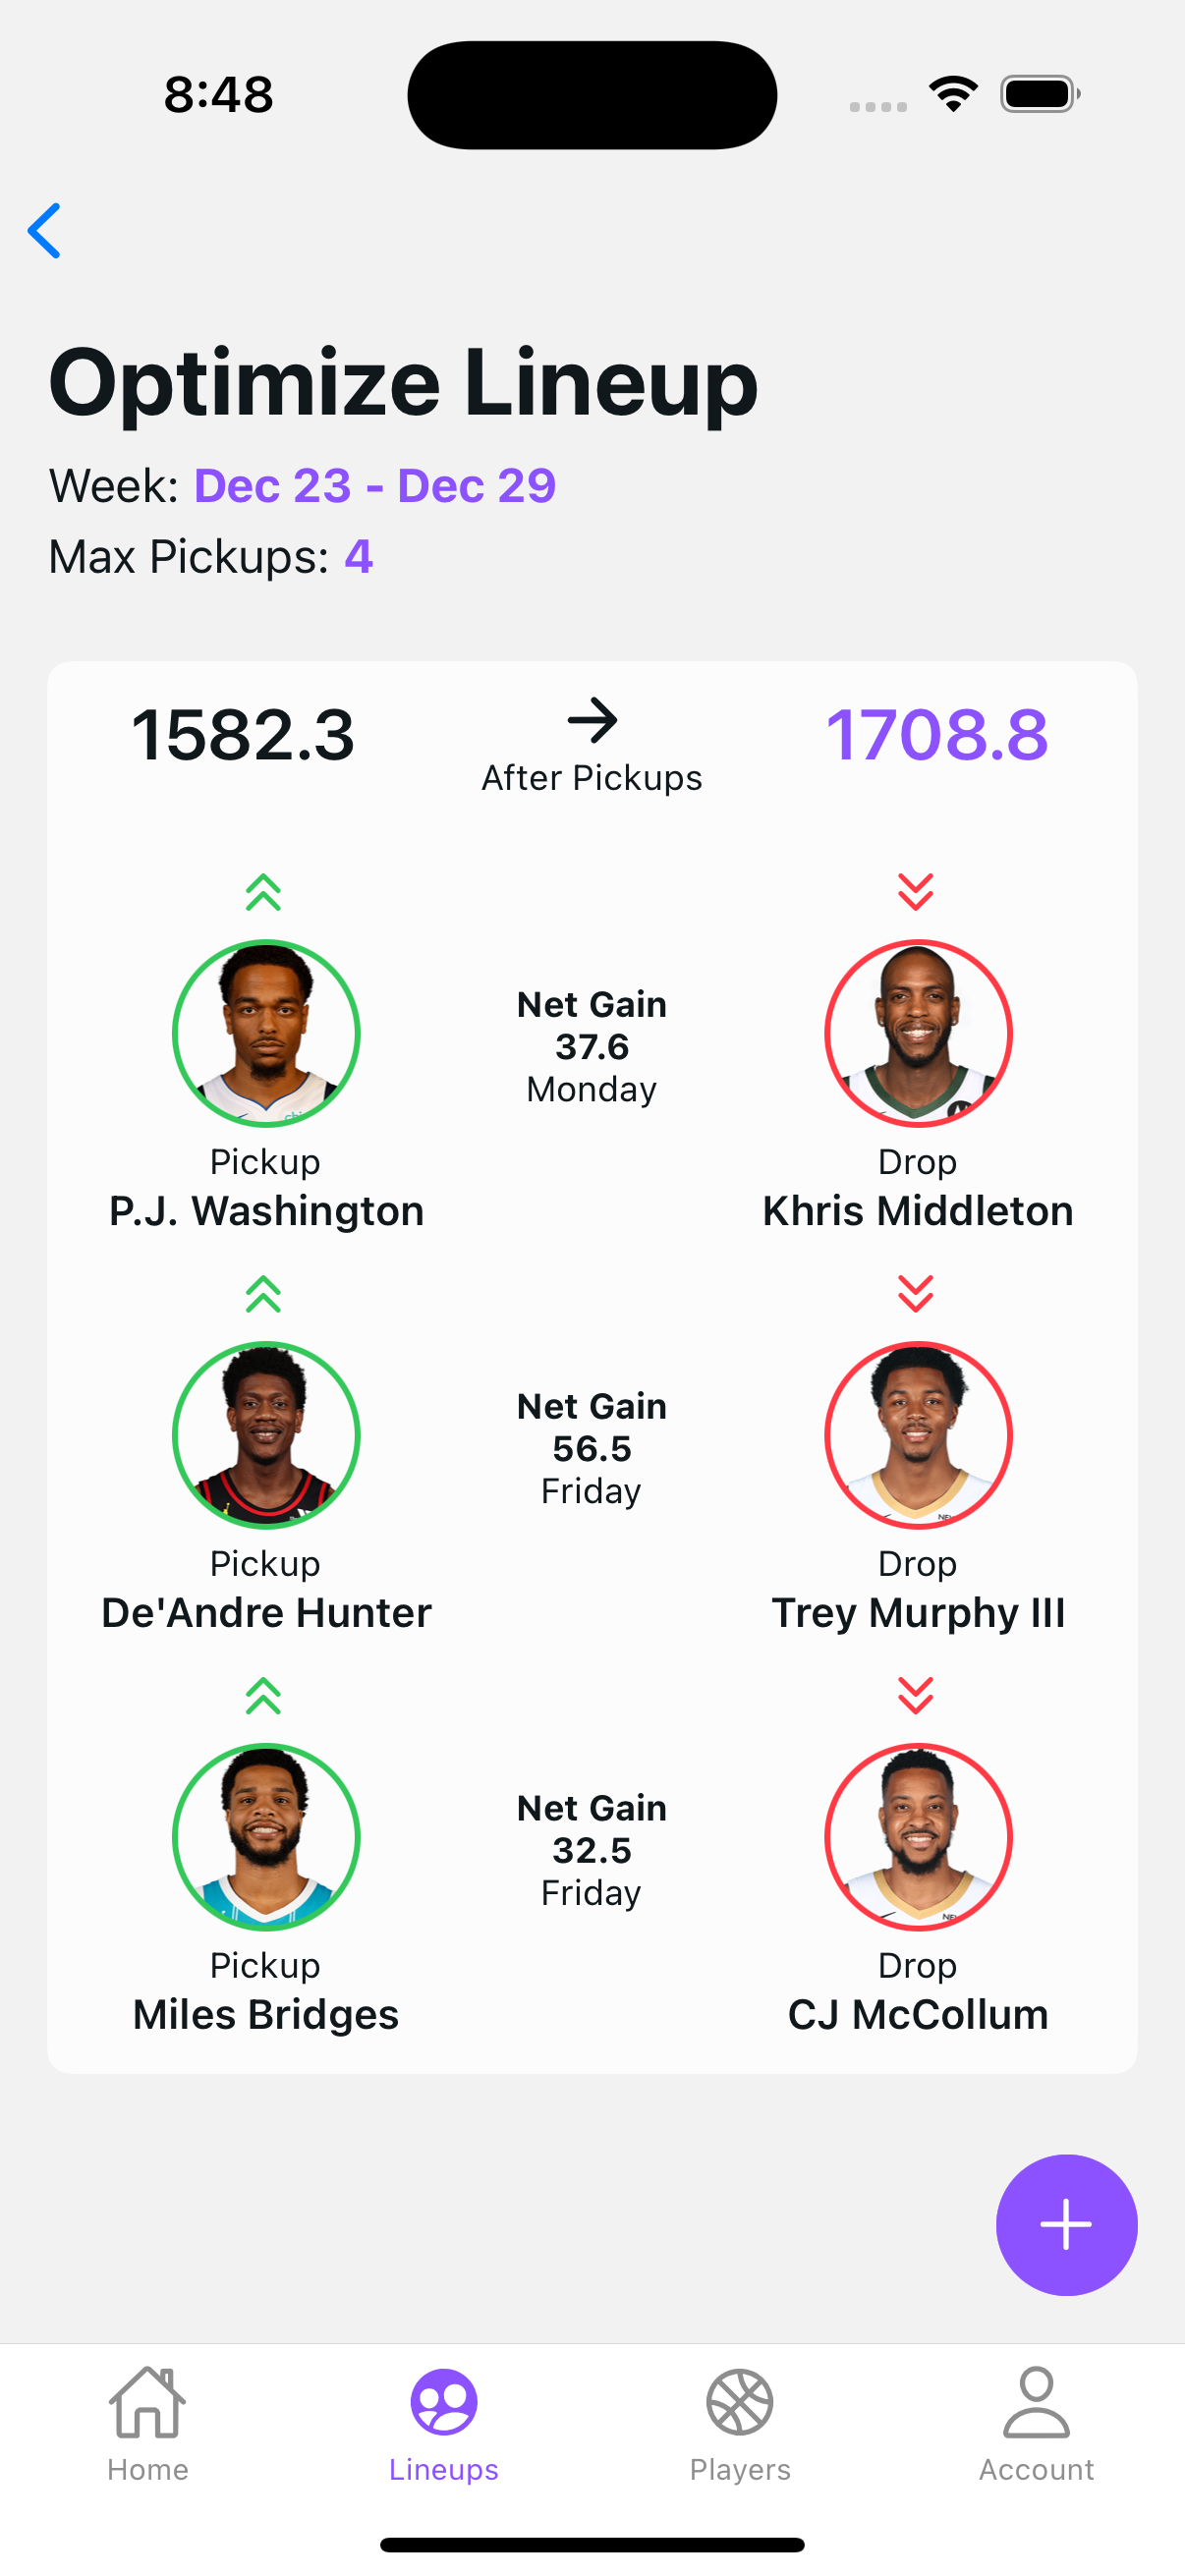 8:48
Optimize Lineup
Week: Dec 23 - Dec 29
Max Pickups: 4
1582.3
After Pickups
1708.8
Net Gain
37.6
Monday
Pickup
P.J. Washington
Drop
Khris Middleton
Net Gain
56.5
Friday
Pickup
De'Andre Hunter
Drop
Trey Murphy III
Net Gain
32.5
Friday
Pickup
Miles Bridges
Drop
CJ McCollum
Home
Lineups
Players
Account